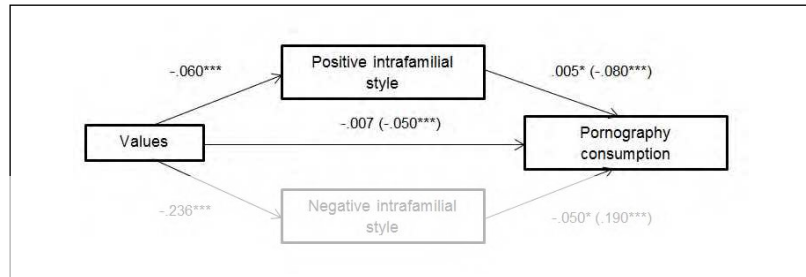 Positive intrafamilial
style
-.060***
.005* (-.080***)
-.007 (-.050***)
Values
Pornography
consumption
Negative intrafamilial
style
-.236***
-.050* (.190***)